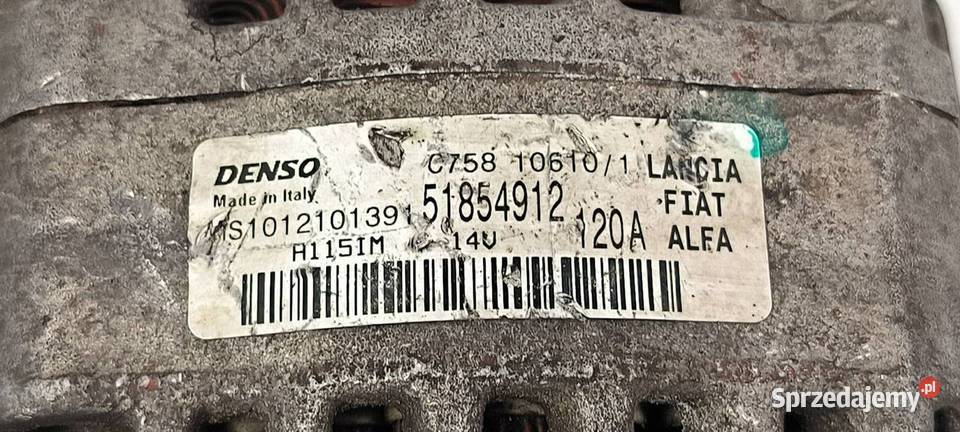 DENSO C758 10610/1 LANCIA
Made in Italy 51854912 FIAT
MS1012101391 120A ALFA
A115IM 14V
Sprzedajemy.pl